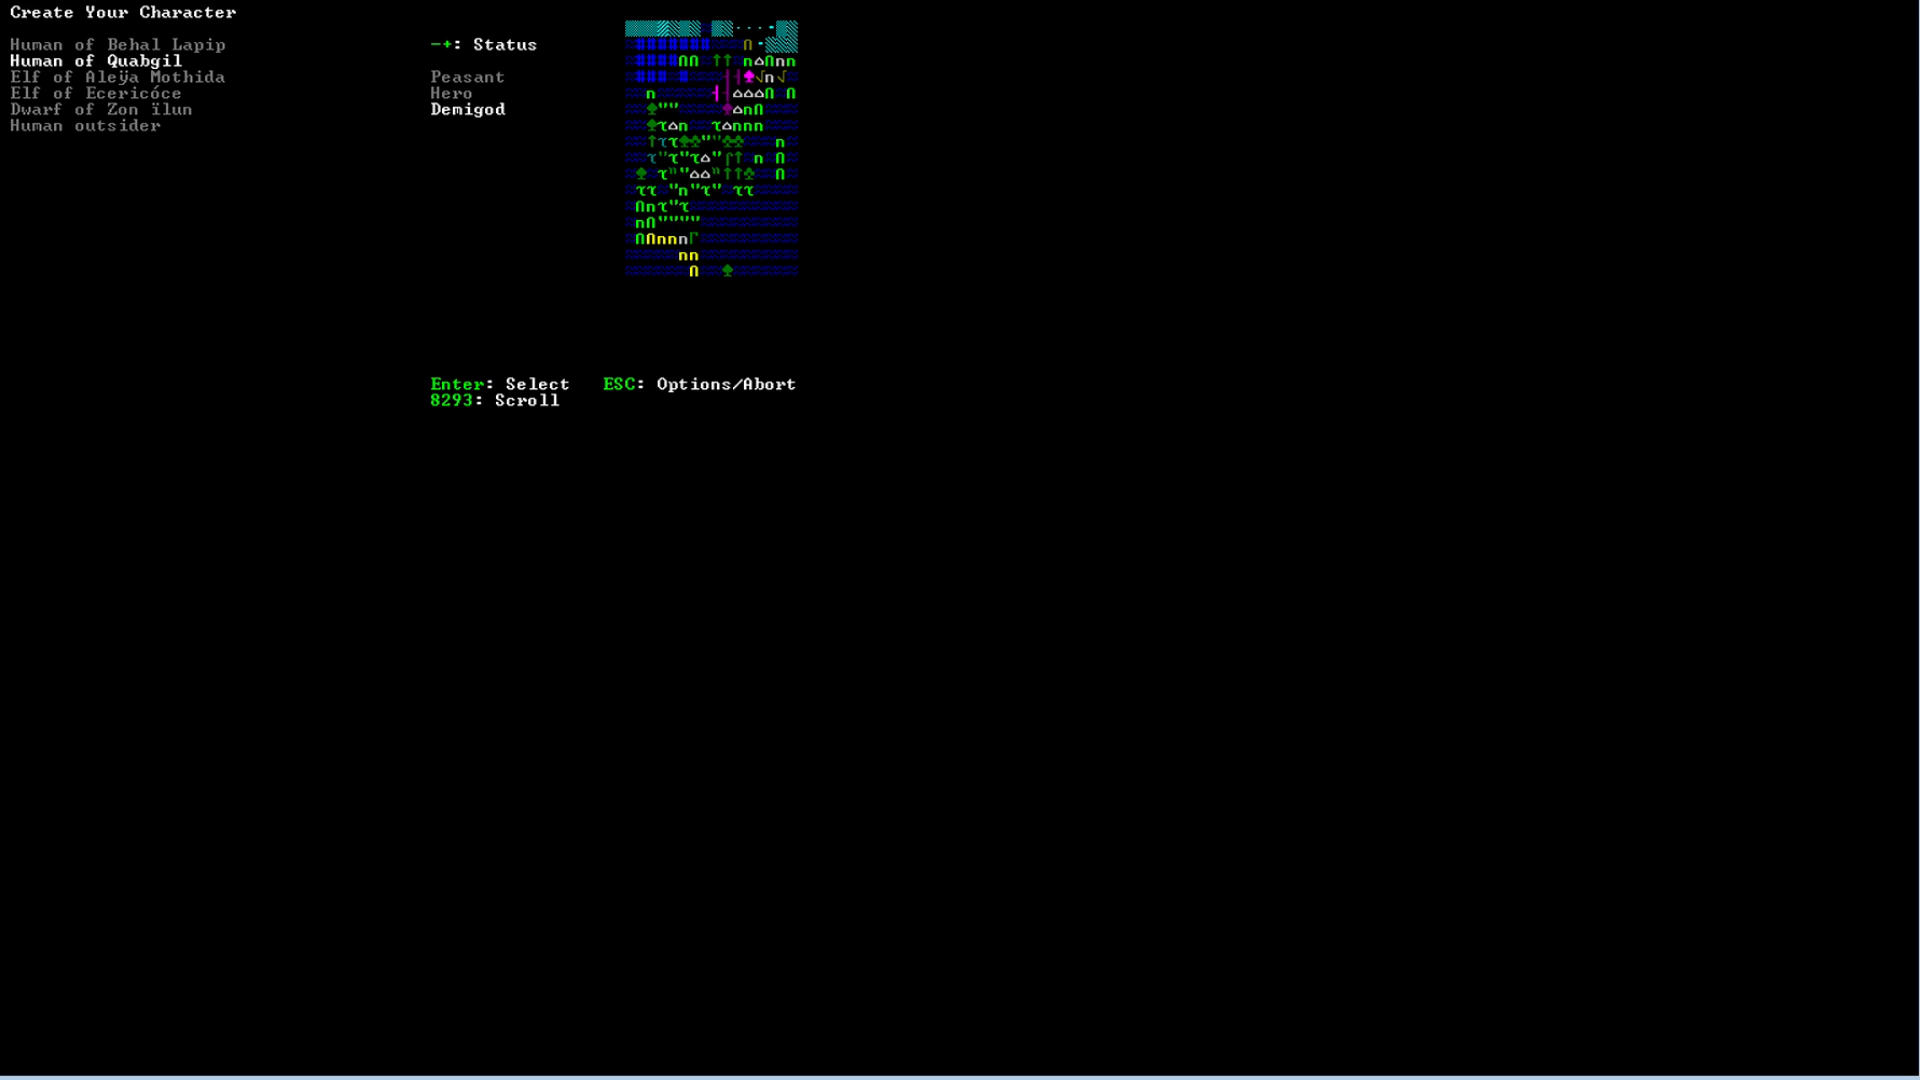 Create Your Character
Human of Behal Lapip
Human of Quabgil
Elf of Aleÿa Mothida
Elf of Ecericóce
Dwarf of Zon ïlun
Human outsider
-+: Status
Peasant
Hero
Demigod
Enter: Select ESC: Options/Abort
8293: Scroll